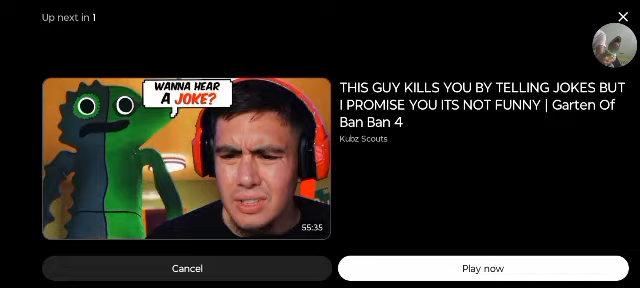 Up next in 1
WANNA HEAR
A JOKE?
55:35
THIS GUY KILLS YOU BY TELLING JOKES BUT
I PROMISE YOU ITS NOT FUNNY | Garten Of
Ban Ban 4
Kubz Scouts
Cancel
Play now